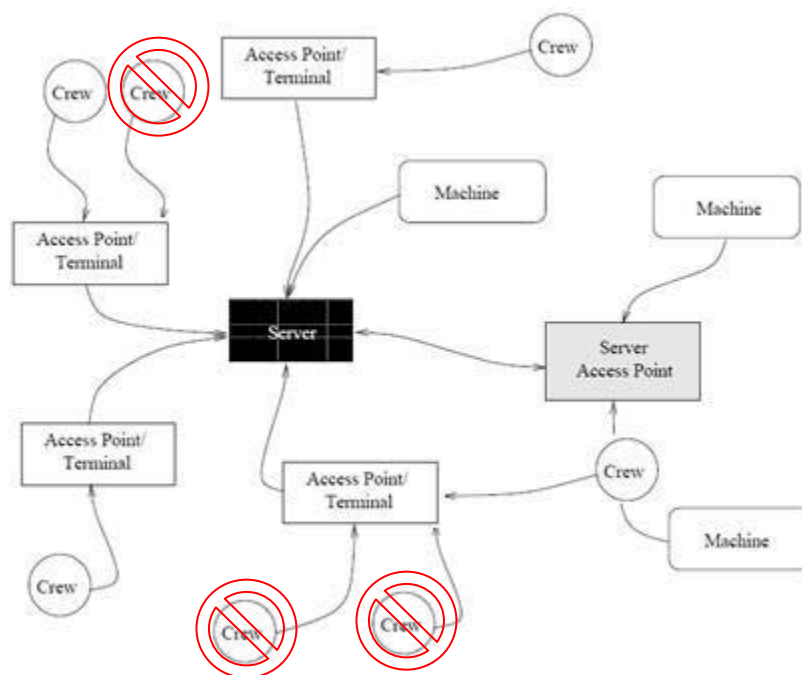 Access Point/
Terminal
Crew
Crew
Crew
Machine
Machine
Access Point/
Terminal
Server
Server
Access Point
Access Point/
Terminal
Access Point/
Terminal
Crew
Machine
Crew
Crew
Crew